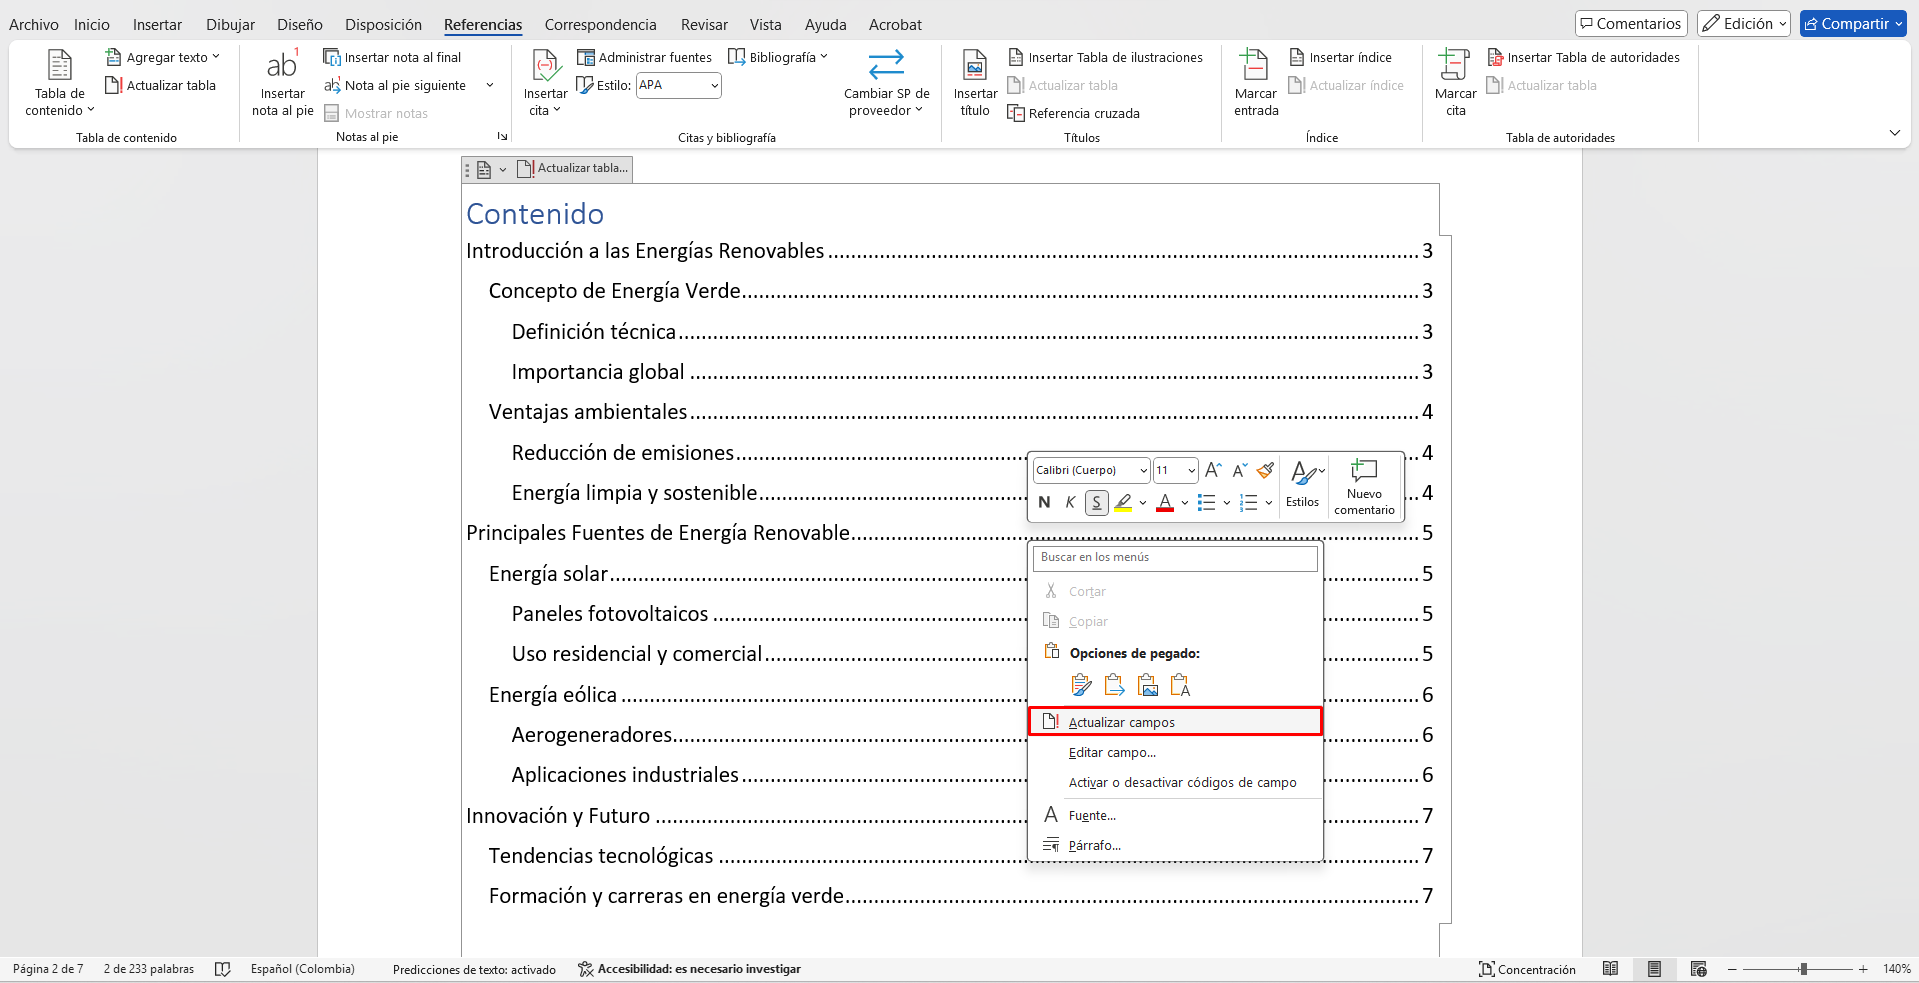 Archivo Inicio Insertar Dibujar Diseño Disposición Referencias Correspondencia Revisar Vista Ayuda Acrobat Comentarios Edición Compartir
Tabla de contenido
Agregar texto
Actualizar tabla
Tabla de contenido
ab1
Insertar nota al pie
Insertar nota al final
Nota al pie siguiente
Mostrar notas
Notas al pie
Insertar cita
Administrar fuentes
Estilo: APA
Bibliografía
Cambiar SP de proveedor
Citas y bibliografía
Insertar título
Insertar Tabla de ilustraciones
Actualizar tabla
Referencia cruzada
Títulos
Marcar entrada
Insertar índice
Actualizar índice
Índice
Marcar cita
Insertar Tabla de autoridades
Actualizar tabla
Tabla de autoridades
Actualizar tabla...
Contenido
Introducción a las Energías Renovables 3
Concepto de Energía Verde 3
Definición técnica 3
Importancia global 3
Ventajas ambientales 4
Reducción de emisiones 4
Energía limpia y sostenible 4
Principales Fuentes de Energía Renovable 5
Energía solar 5
Paneles fotovoltaicos 5
Uso residencial y comercial 5
Energía eólica 6
Aerogeneradores 6
Aplicaciones industriales 6
Innovación y Futuro 7
Tendencias tecnológicas 7
Formación y carreras en energía verde 7
Calibri (Cuerpo) 11 A A
N K S A
Estilos
Nuevo comentario
Buscar en los menús
Cortar
Copiar
Opciones de pegado:
Actualizar campos
Editar campo...
Activar o desactivar códigos de campo
Fuente...
Párrafo...
Página 2 de 7 2 de 233 palabras Español (Colombia) Predicciones de texto: activado Accesibilidad: es necesario investigar Concentración 140%